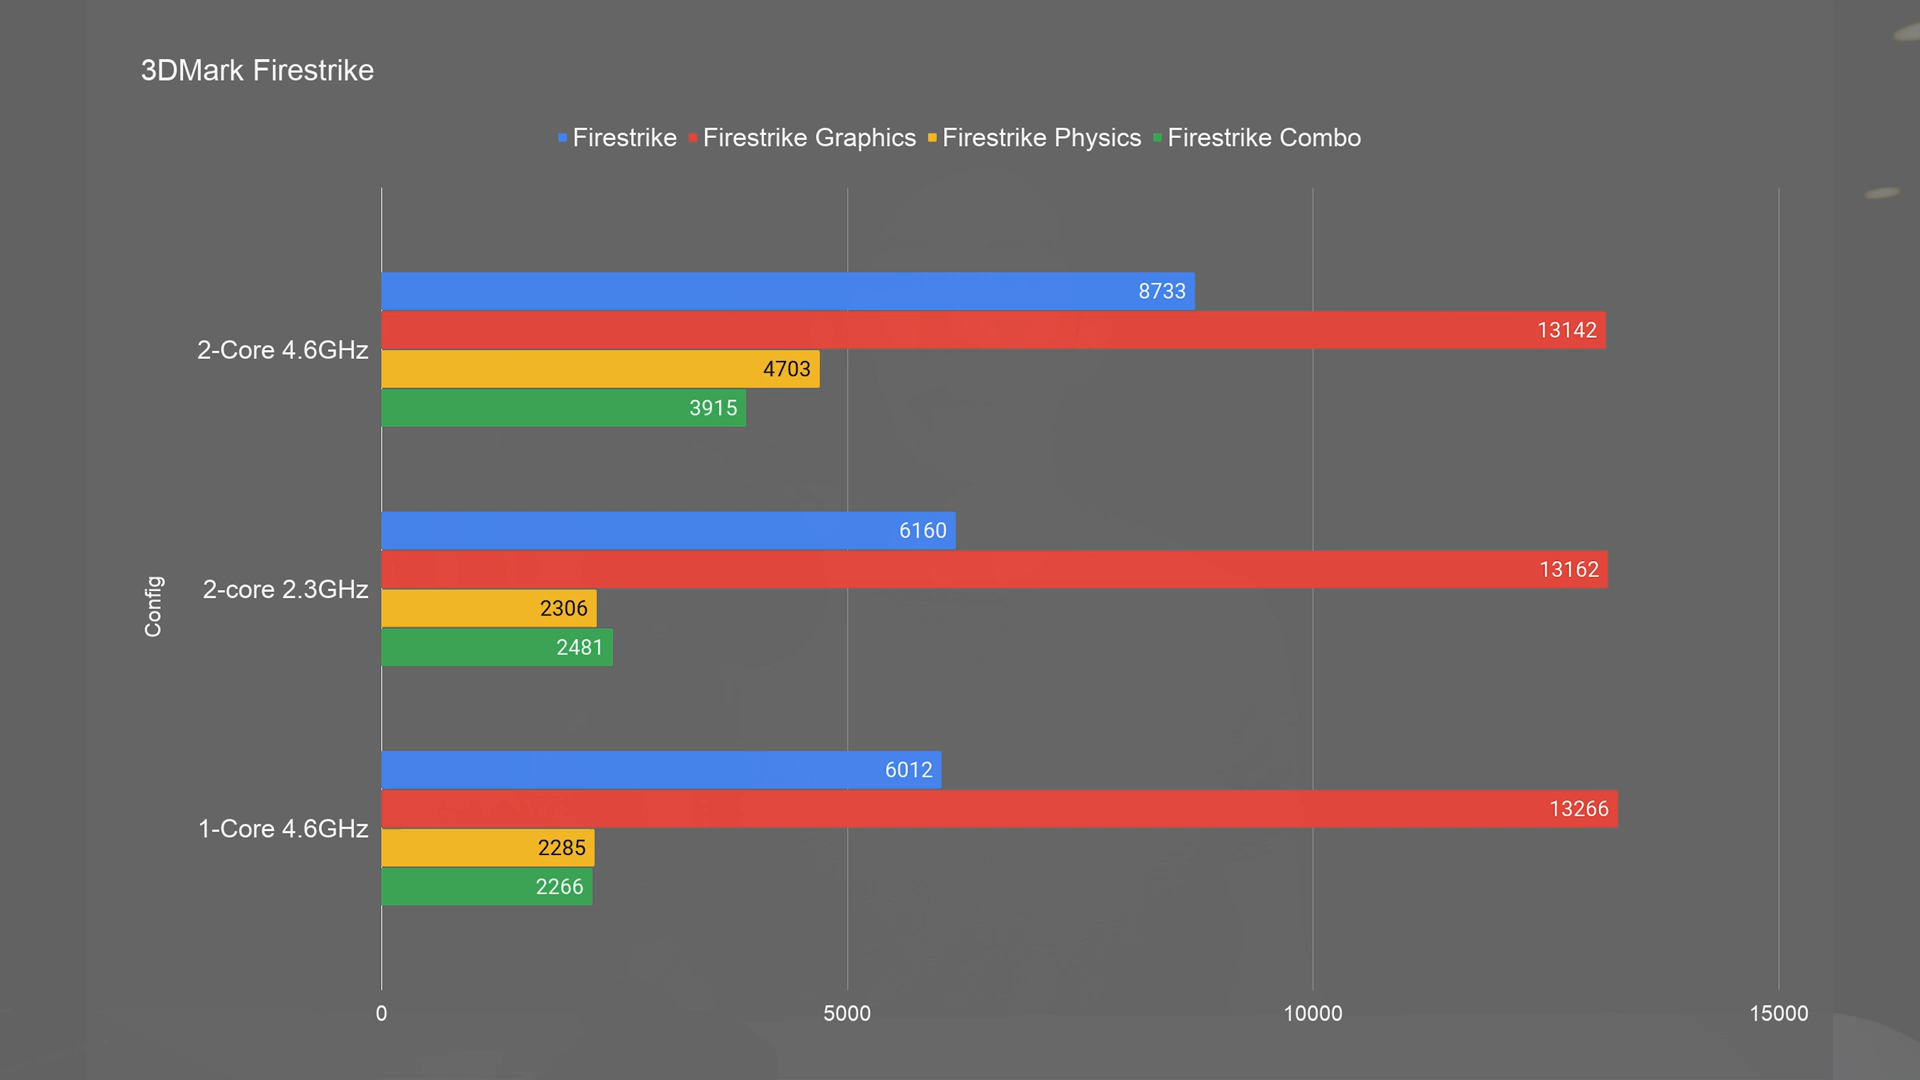 3DMark Firestrike
Firestrike Firestrike Graphics Firestrike Physics Firestrike Combo
8733
13142
2-Core 4.6GHz
4703
3915
6160
13162
2-core 2.3GHz
2306
2481
Config
6012
13266
1-Core 4.6GHz
2285
2266
0 5000 10000 15000